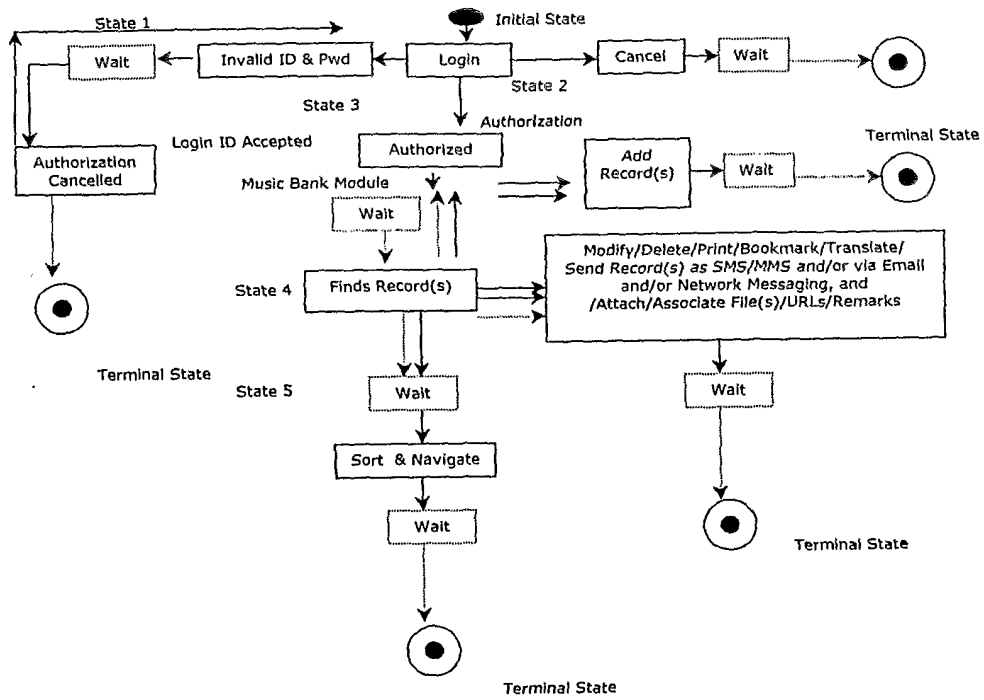 State 1
Initial State
Wait
Invalid ID & Pwd
Login
Cancel
Wait
State 2
State 3
Authorization
Login ID Accepted
Authorized
Terminal State
Authorization
Cancelled
Add
Record(s)
Wait
Music Bank Module
Wait
Modify/Delete/Print/Bookmark/Translate/
Send Record(s) as SMS/MMS and/or via Email
and/or Network Messaging, and
/Attach/Associate File(s)/URLs/Remarks
State 4
Finds Record(s)
Terminal State
State 5
Wait
Wait
Sort & Navigate
Wait
Terminal State
Terminal State